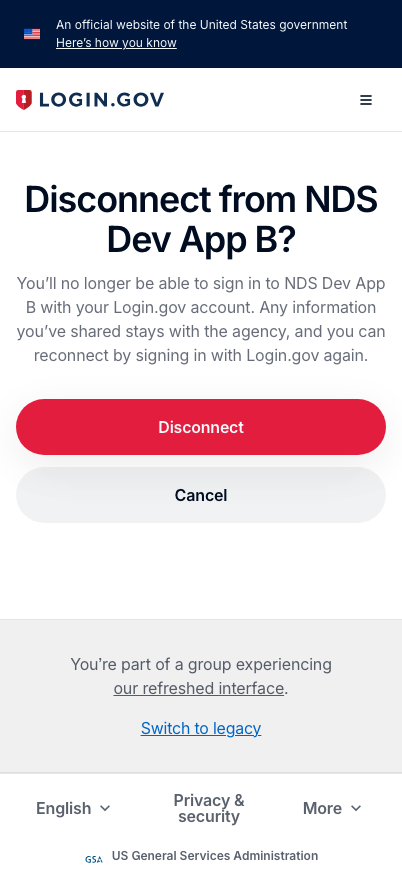 An official website of the United States government
Here’s how you know
LOGIN.GOV
Disconnect from NDS
Dev App B?
You’ll no longer be able to sign in to NDS Dev App
B with your Login.gov account. Any information
you’ve shared stays with the agency, and you can
reconnect by signing in with Login.gov again.
Disconnect
Cancel
You’re part of a group experiencing
our refreshed interface.
Switch to legacy
English
Privacy &
security
More
GSA US General Services Administration